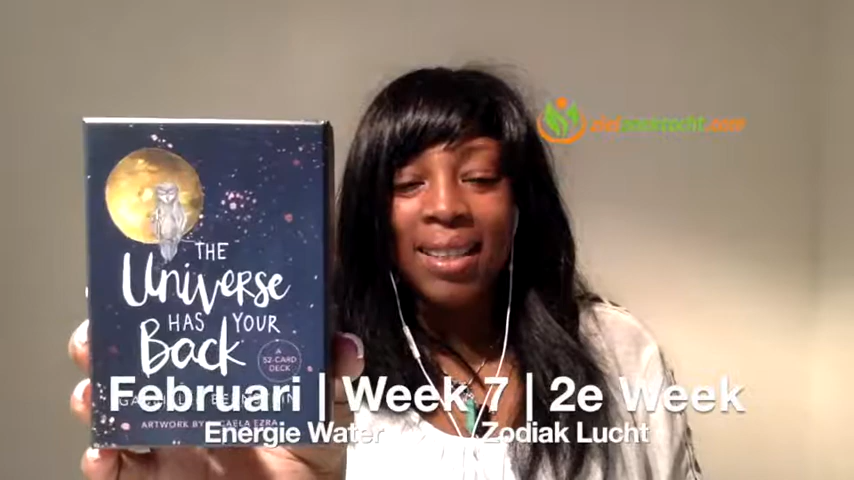 THE
UNIVERSE
HAS YOUR
BACK
A
52-CARD
DECK
Februari | Week 7 | 2e Week
ARTWORK BY
EZRA
Energie Water
Zodiak Lucht